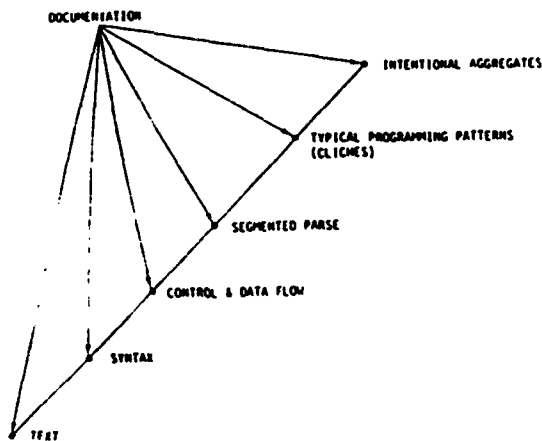 DOCUMENTATION
INTENTIONAL AGGREGATES
TYPICAL PROGRAMMING PATTERNS
(CLICHES)
SEGMENTED PARSE
CONTROL & DATA FLOW
SYNTAX
TEXT